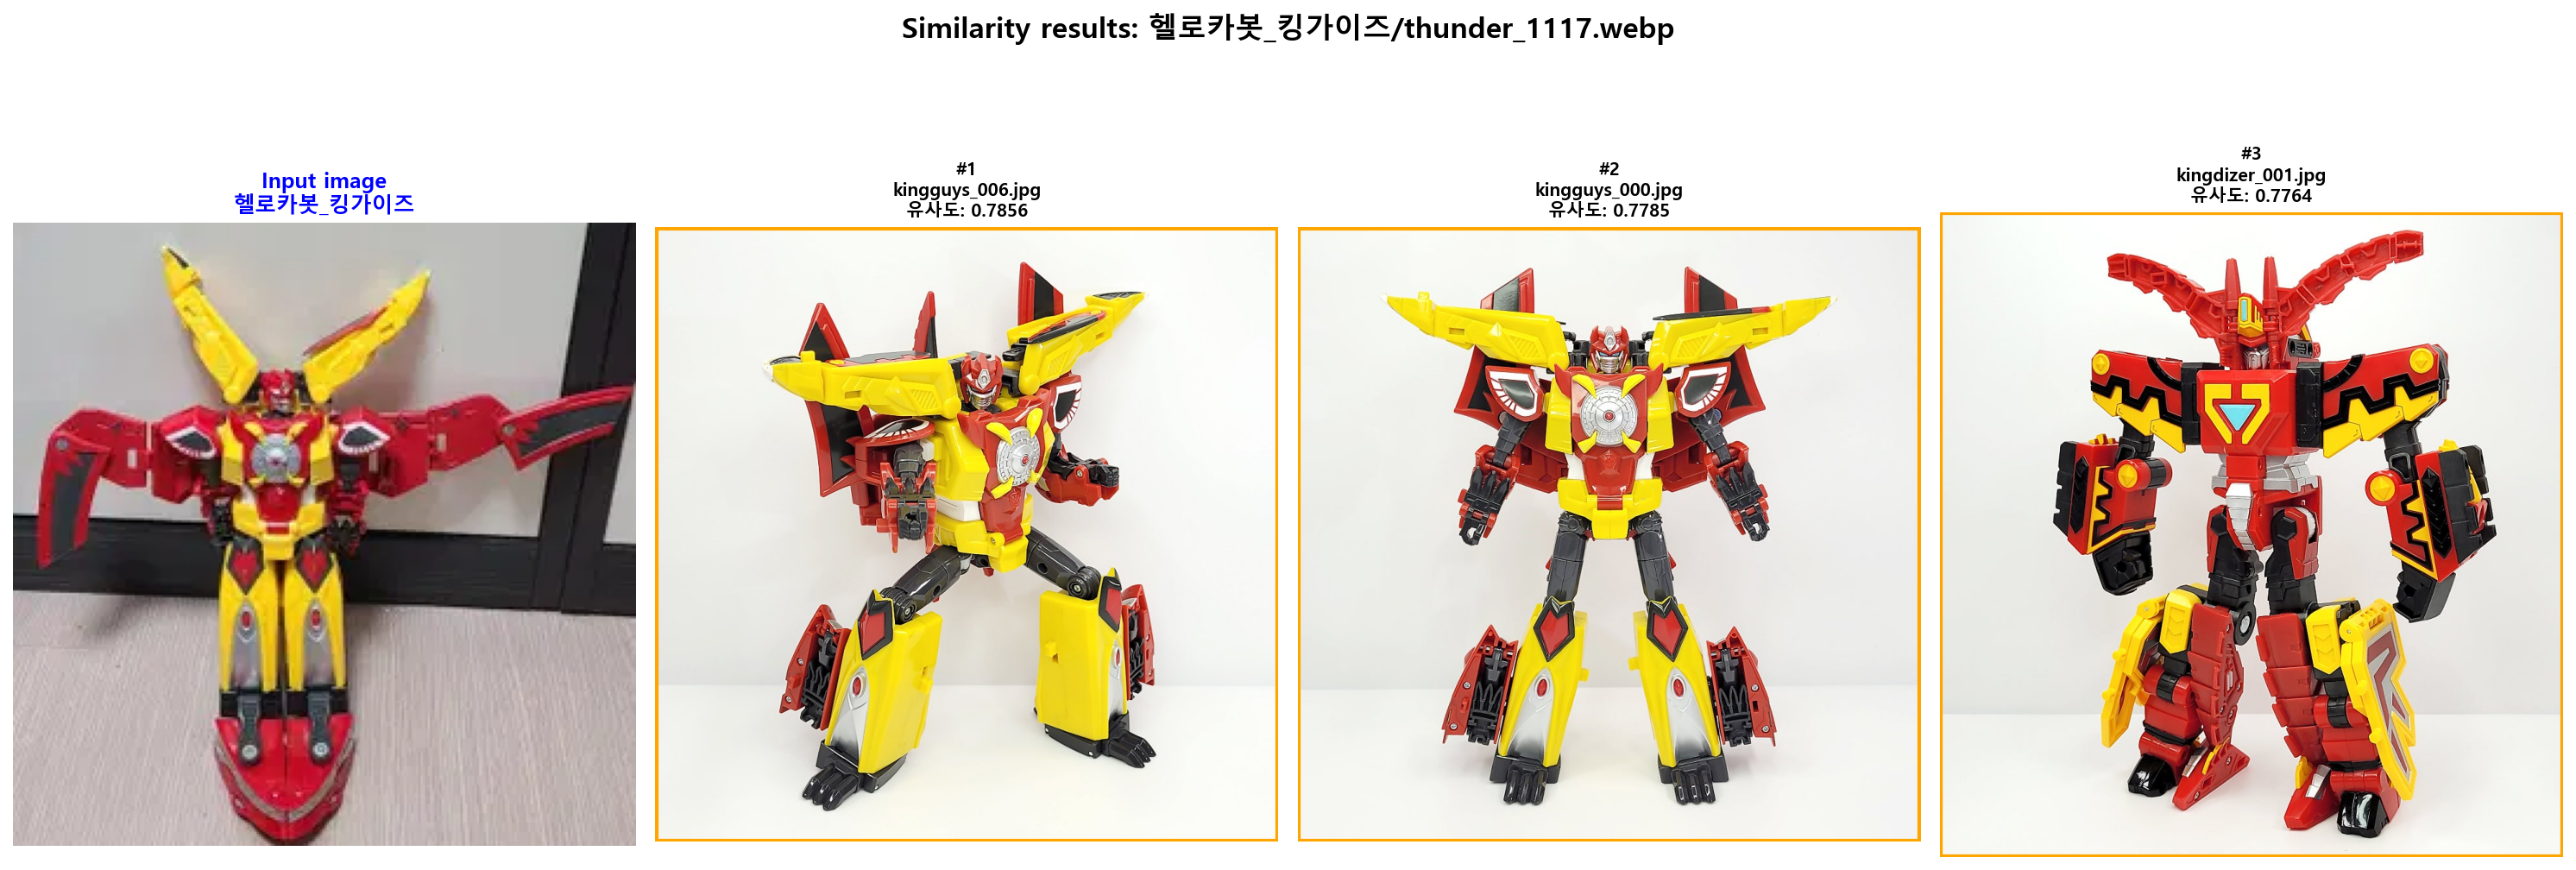 Similarity results: 헬로카봇_킹가이즈/thunder_1117.webp
Input image
헬로카봇_킹가이즈
#1
kingguys_006.jpg
유사도: 0.7856
#2
kingguys_000.jpg
유사도: 0.7785
#3
kingdizer_001.jpg
유사도: 0.7764